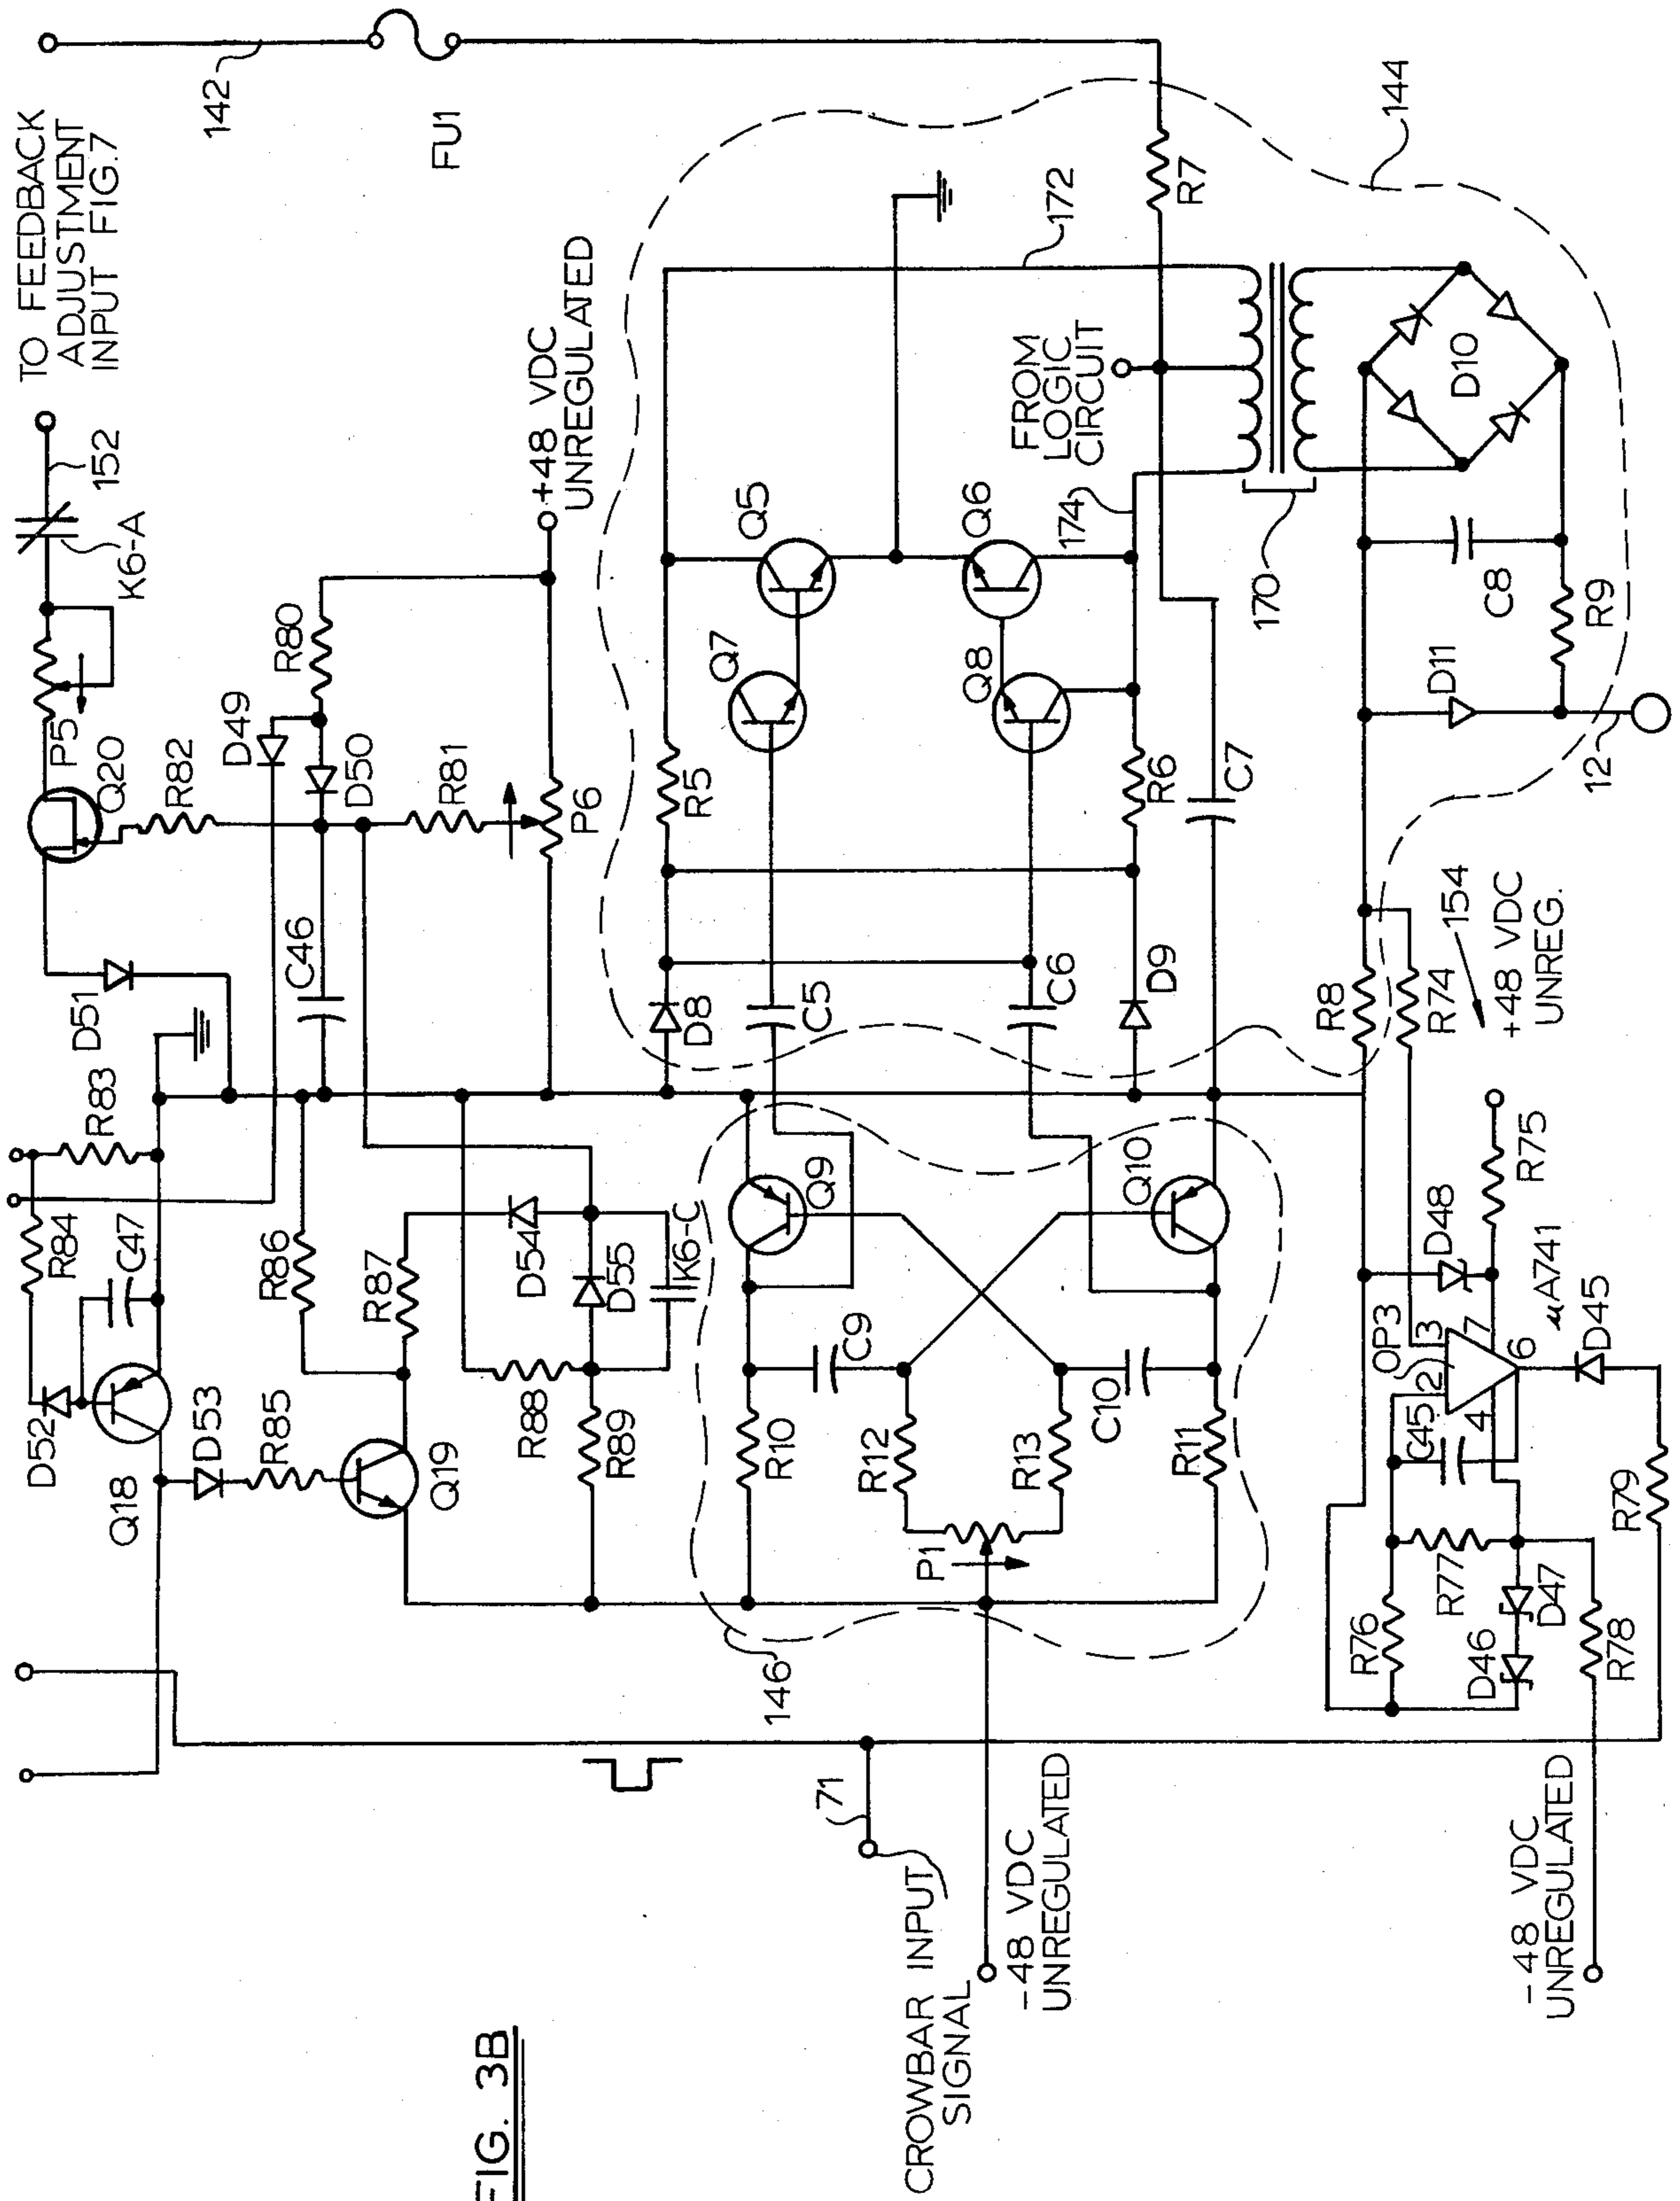 FIG. 3B
TO FEEDBACK
ADJUSTMENT
INPUT FIG.7
142
FU1
152
K6-A
P5
Q20
D49
R80
R82
D50
R81
P6
+48 VDC
UNREGULATED
D51
C46
R83
R84
C47
D52
Q18
D53
R85
Q19
R86
R87
D54
D55
K6-C
R88
R89
144
172
R7
Q5
Q7
Q6
Q8
174
FROM
LOGIC
CIRCUIT
170
D10
R5
R6
C7
D8
C5
C6
D9
C8
R9
D11
12
Q9
Q10
C9
C10
R10
R12
R13
R11
P1
146
R8
R74
154
+48 VDC
UNREG.
R75
D48
µA741
OP3
3
7
2
4
6
C45
D45
R76
R77
D46
D47
R78
R79
71
CROWBAR INPUT
SIGNAL
-48 VDC
UNREGULATED
-48 VDC
UNREGULATED